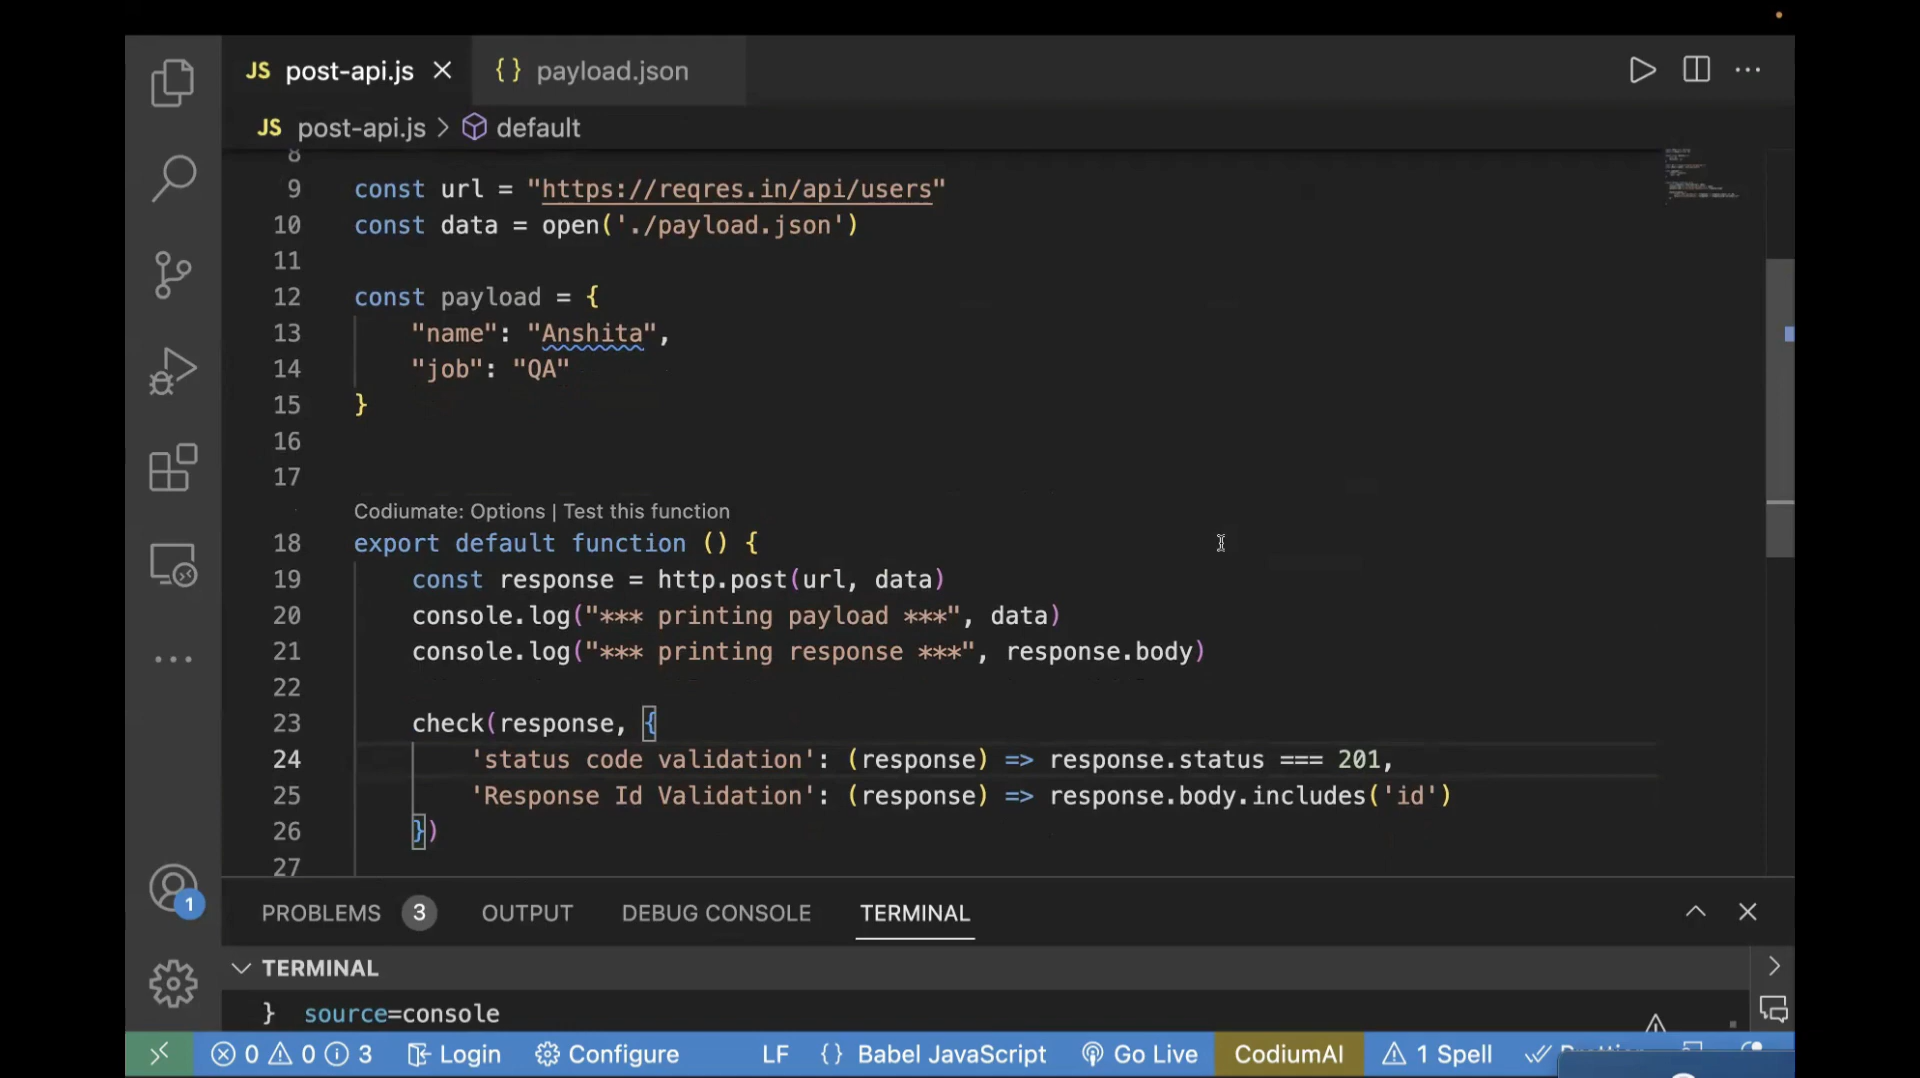 JS post-api.js {} payload.json
JS post-api.js > default
8
9 const url = "https://reqres.in/api/users"
10 const data = open('./payload.json')
11
12 const payload = {
13 "name": "Anshita",
14 "job": "QA"
15 }
16
17
Codiumate: Options | Test this function
18 export default function () {
19 const response = http.post(url, data)
20 console.log("*** printing payload ***", data)
21 console.log("*** printing response ***", response.body)
22
23 check(response, {
24 'status code validation': (response) => response.status === 201,
25 'Response Id Validation': (response) => response.body.includes('id')
26 })
27
1
PROBLEMS 3 OUTPUT DEBUG CONSOLE TERMINAL
TERMINAL
} source=console
0 0 3 Login Configure LF {} Babel JavaScript Go Live CodiumAI 1 Spell